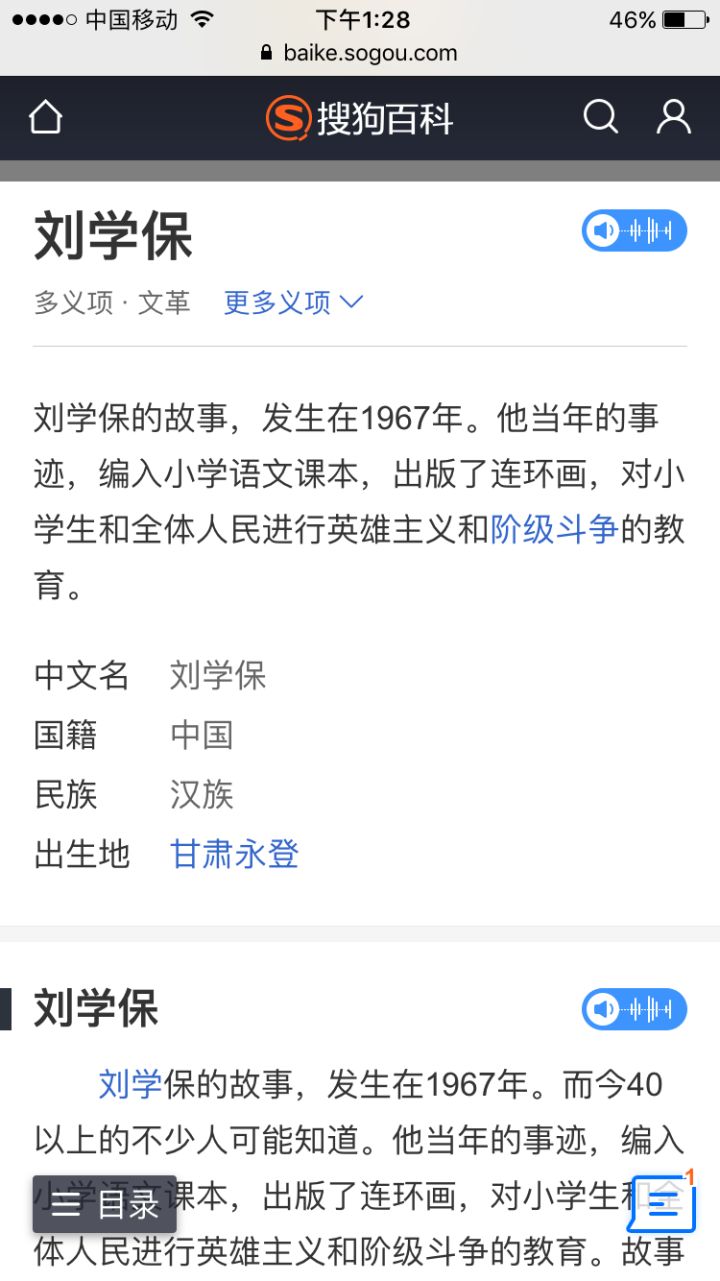 中国移动 下午1:28 46%
baike.sogou.com
搜狗百科
刘学保
多义项 · 文革 更多义项
刘学保的故事，发生在1967年。他当年的事
迹，编入小学语文课本，出版了连环画，对小
学生和全体人民进行英雄主义和阶级斗争的教
育。
中文名 刘学保
国籍 中国
民族 汉族
出生地 甘肃永登
刘学保
刘学保的故事，发生在1967年。而今40
以上的不少人可能知道。他当年的事迹，编入
小学语文课本，出版了连环画，对小学生和全
体人民进行英雄主义和阶级斗争的教育。故事
目录
1